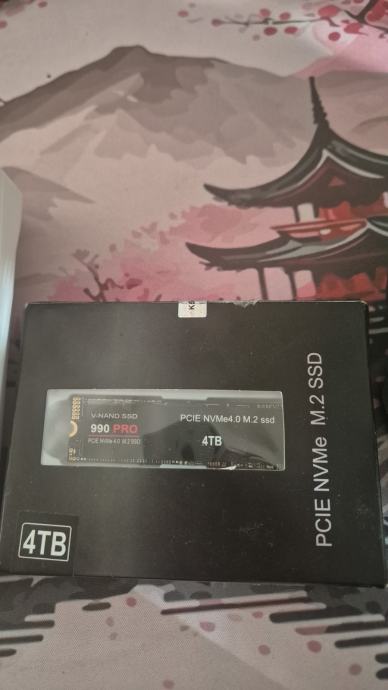 V-NAND SSD
990 PRO
PCIE NVMe 4.0 M.2 SSD
PCIE NVMe4.0 M.2 ssd
4TB
4TB
PCIE NVMe M.2 SSD